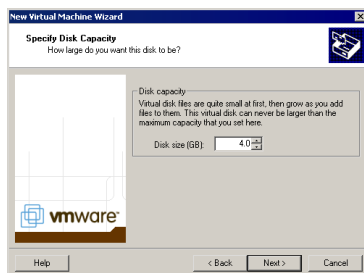 New Virtual Machine Wizard
Specify Disk Capacity
How large do you want this disk to be?
Disk capacity
Virtual disk files are quite small at first, then grow as you add
files to them. This virtual disk can never be larger than the
maximum capacity that you set here.
Disk size (GB): 4.0
vmware
Help < Back Next > Cancel